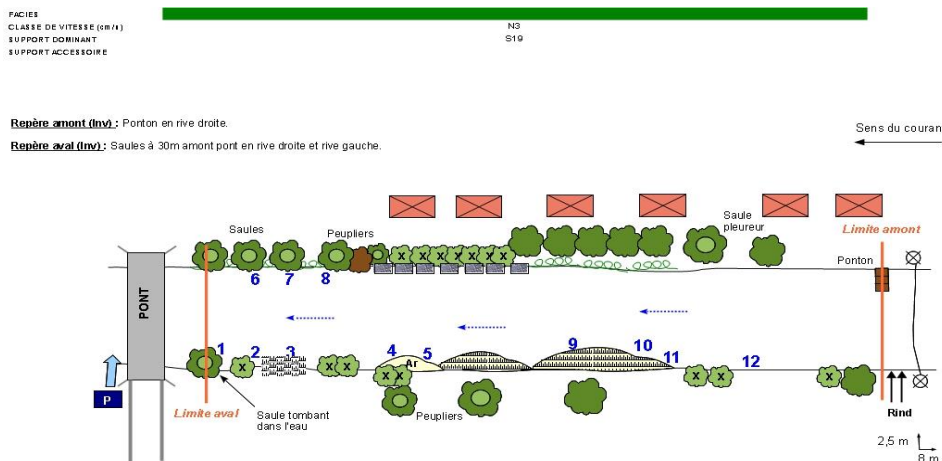 FACIES
CLASSE DE VITESSE (cm/s)
N3
SUPPORT DOMINANT
S19
SUPPORT ACCESSOIRE
Repère amont (Inv) : Ponton en rive droite.
Repère aval (Inv) : Saules à 30m amont pont en rive droite et rive gauche.
Sens du couran
Saules
Peupliers
Saule
pleureur
Limite amont
Ponton
x x x x x x x
6 7 8
PONT
1 2 3 4 5 9 10 11 12
Ar
x x x x x x x x x
P
Limite aval
Saule tombant
dans l'eau
Peupliers
Rind
2,5 m
8 m